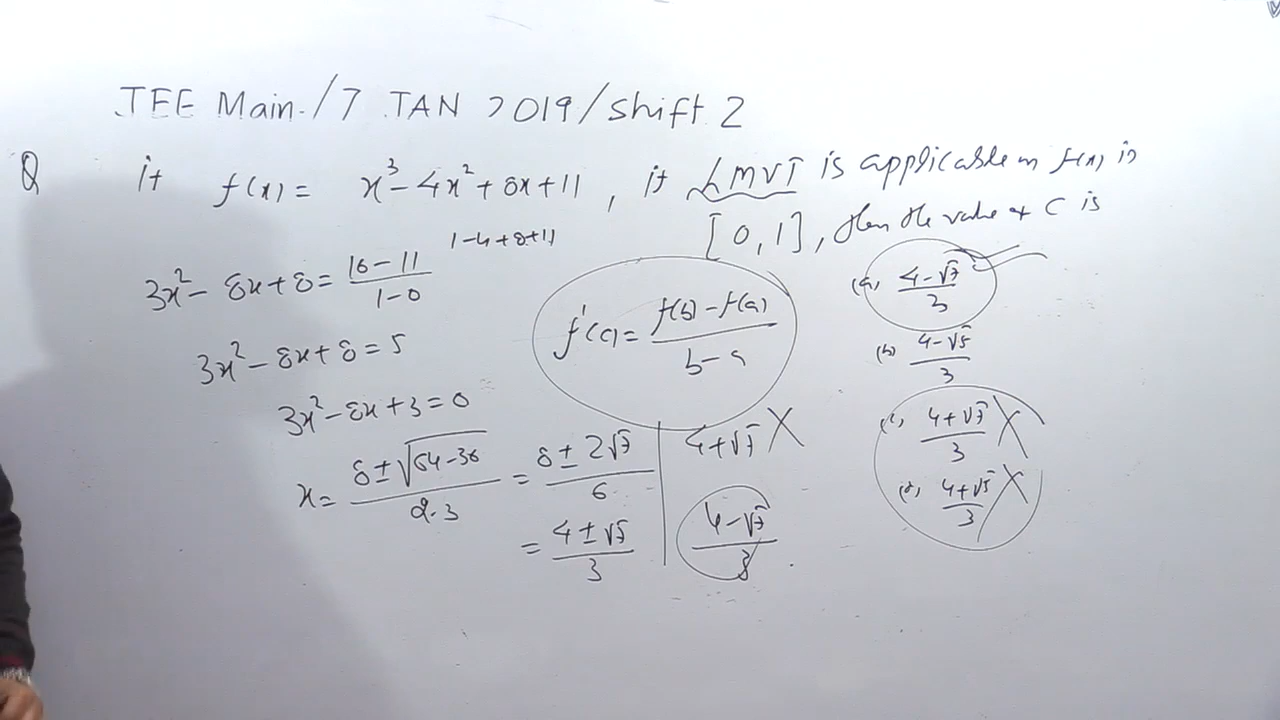 JEE Main./7 JAN 2019/Shift 2
Q if f(x) = x³ - 4x² + 8x + 11, if LMVT is applicable on f(x) in
[0,1], then the value of C is
1-4+8+11
3x² - 8x + 8 = 16-11/1-0
3x² - 8x + 8 = 5
3x² - 8x + 3 = 0
x = 8±√64-36/2.3 = 8±2√7/6
= 4±√7/3
f'(c) = f(b)-f(a)/b-a
4+√7 X
4-√7/3
(a) 4-√7/3
(b) 4-√5/3
(c) 4+√7/3 X
(d) 4+√5/3 X